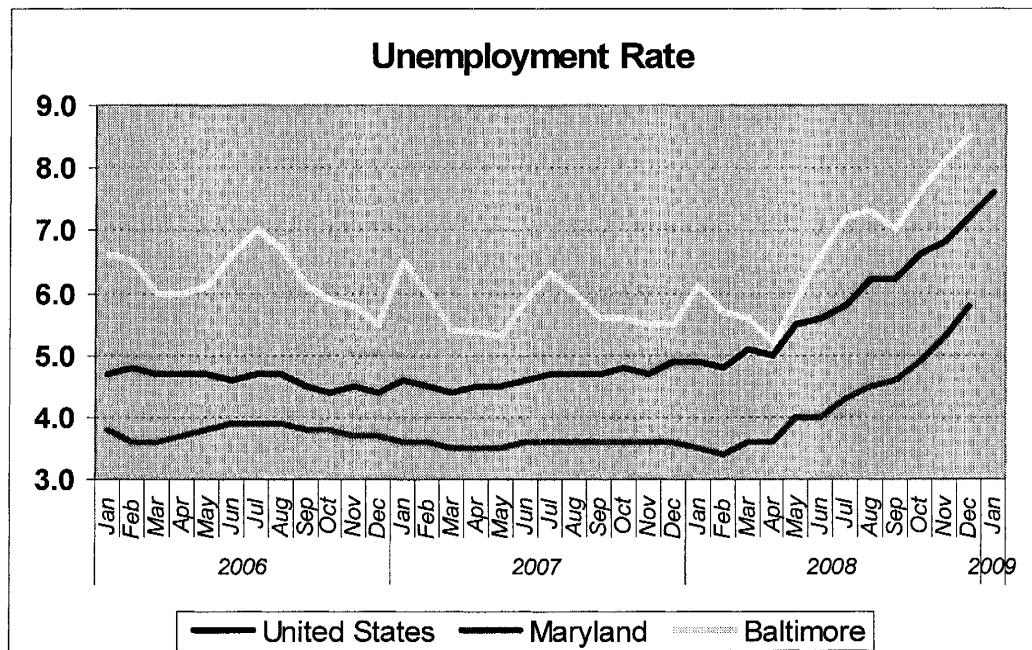 Unemployment Rate
9.0
8.0
7.0
6.0
5.0
4.0
3.0
Jan Feb Mar Apr May Jun Jul Aug Sep Oct Nov Dec Jan Feb Mar Apr May Jun Jul Aug Sep Oct Nov Dec Jan Feb Mar Apr May Jun Jul Aug Sep Oct Nov Dec Jan
2006 2007 2008 2009
United States Maryland Baltimore